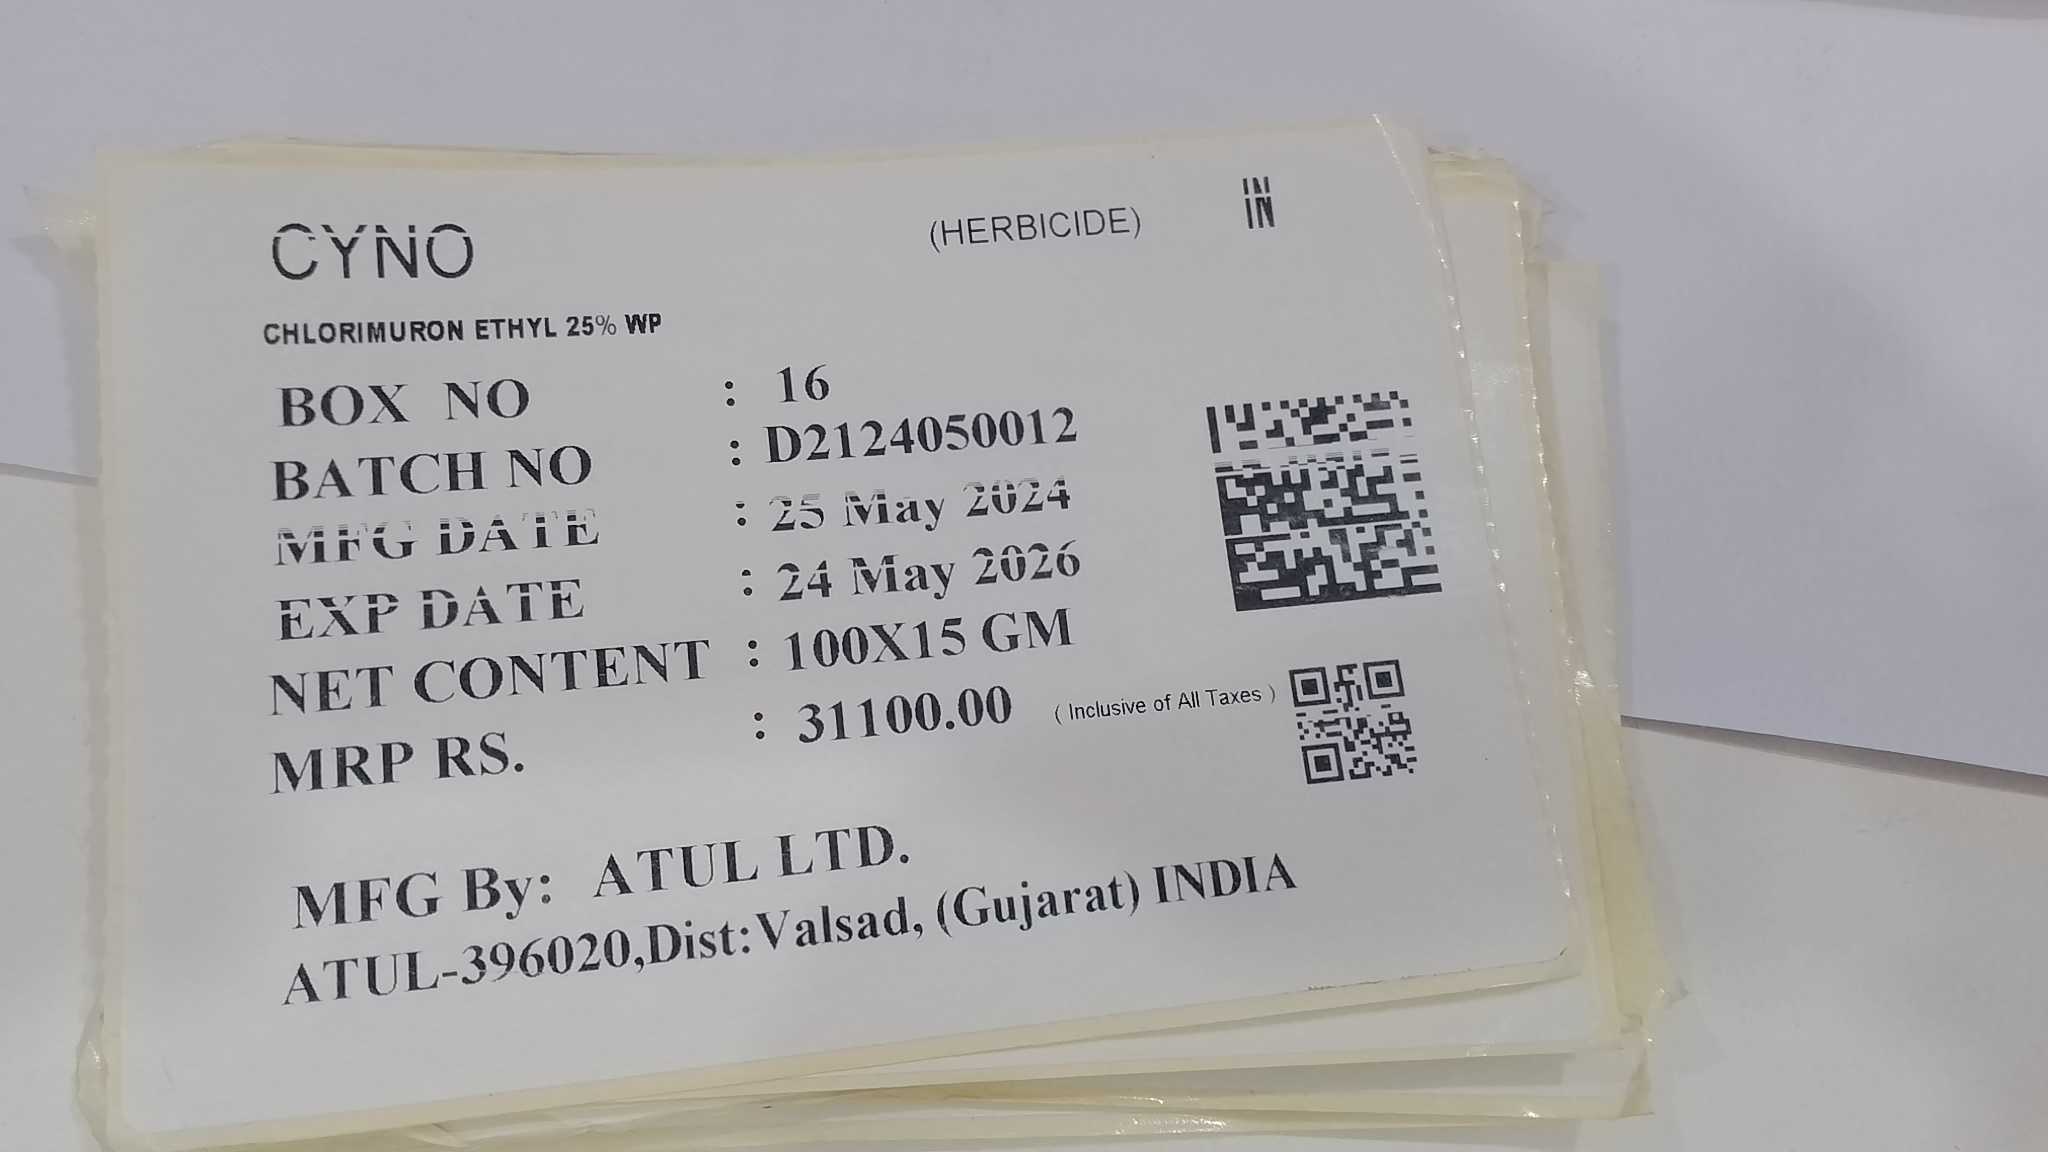 CYNO (HERBICIDE) IN
CHLORIMURON ETHYL 25% WP
BOX NO : 16
BATCH NO : D2124050012
MFG DATE : 25 May 2024
EXP DATE : 24 May 2026
NET CONTENT : 100X15 GM
MRP RS. : 31100.00 ( Inclusive of All Taxes )
MFG By: ATUL LTD.
ATUL-396020,Dist:Valsad, (Gujarat) INDIA